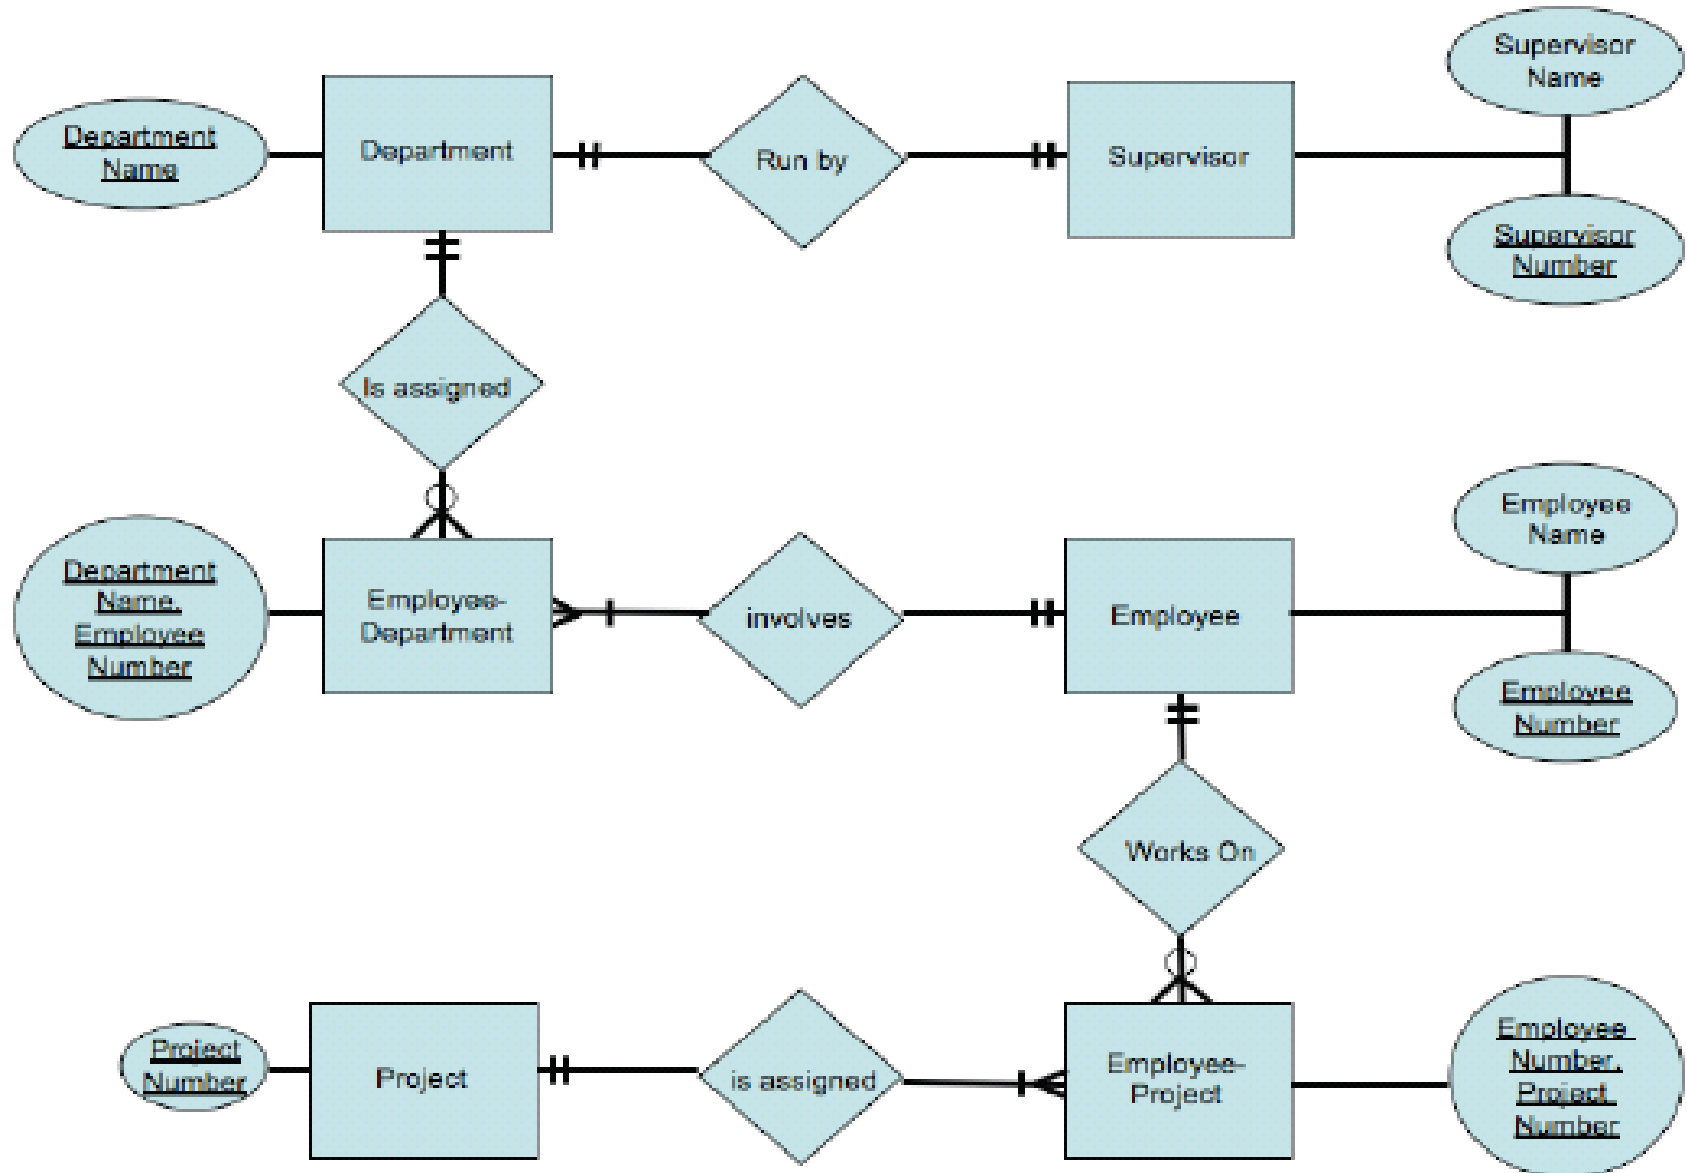 Supervisor
Name
Department
Name
Department
Run by
Supervisor
Supervisor
Number
Is assigned
Employee
Name
Department
Name,
Employee
Number
Employee-
Department
involves
Employee
Employee
Number
Works On
Project
Number
Project
is assigned
Employee-
Project
Employee
Number,
Project
Number